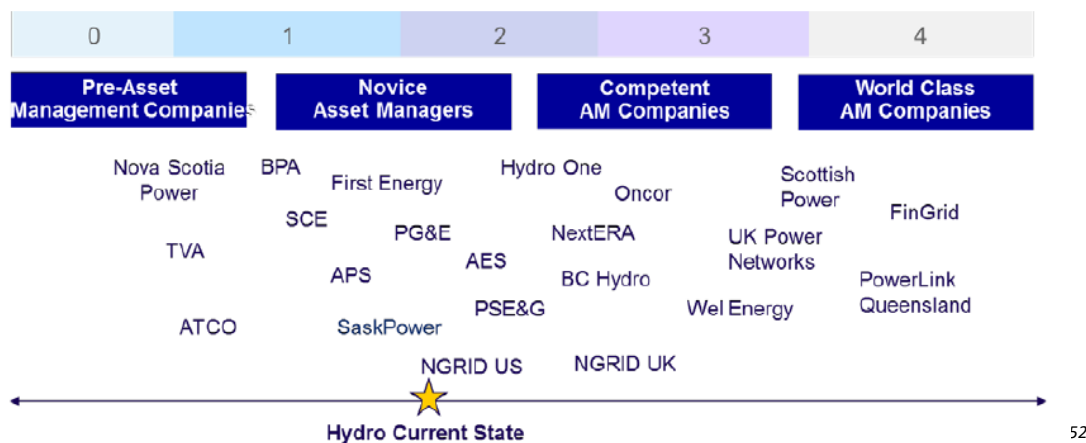 0 1 2 3 4
Pre-Asset
Management Companies
Novice
Asset Managers
Competent
AM Companies
World Class
AM Companies
Nova Scotia
Power
BPA
First Energy
Hydro One
Oncor
Scottish
Power
FinGrid
SCE
PG&E
NextERA
UK Power
Networks
TVA
APS
AES
BC Hydro
PowerLink
Queensland
PSE&G
Wel Energy
ATCO
SaskPower
NGRID US
NGRID UK
Hydro Current State
52